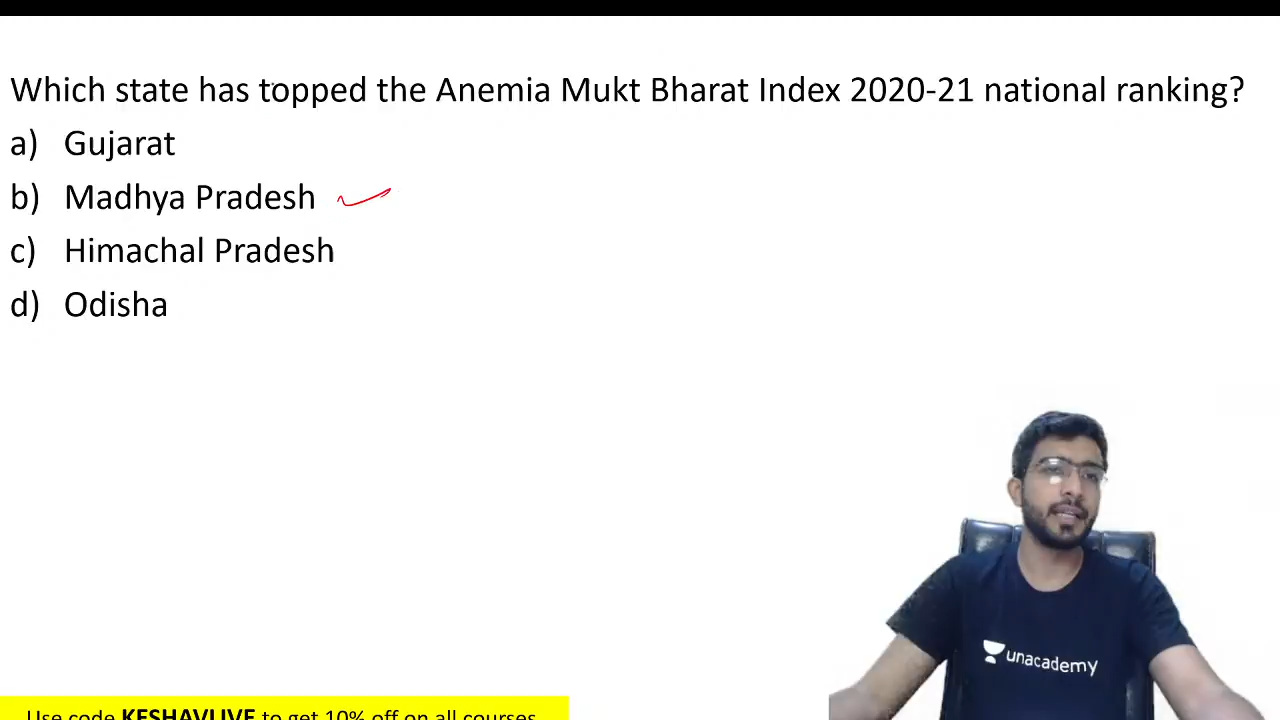 Which state has topped the Anemia Mukt Bharat Index 2020-21 national ranking?
a) Gujarat
b) Madhya Pradesh
c) Himachal Pradesh
d) Odisha
unacademy
Use code KESHAVLIVE to get 10% off on all courses